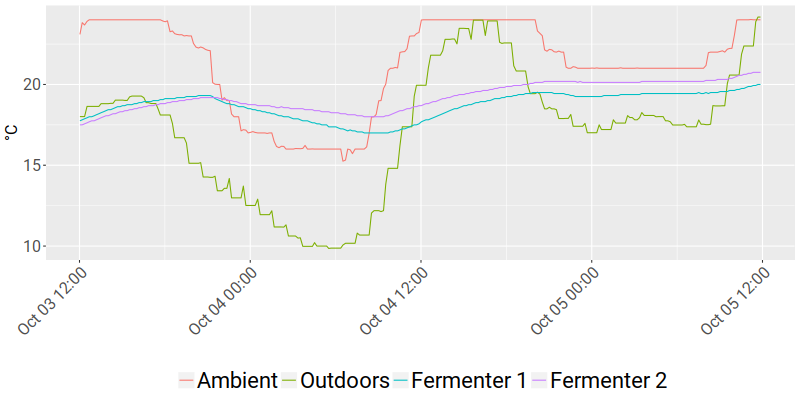 °C
20
15
10
Oct 03 12:00
Oct 04 00:00
Oct 04 12:00
Oct 05 00:00
Oct 05 12:00
Ambient Outdoors Fermenter 1 Fermenter 2